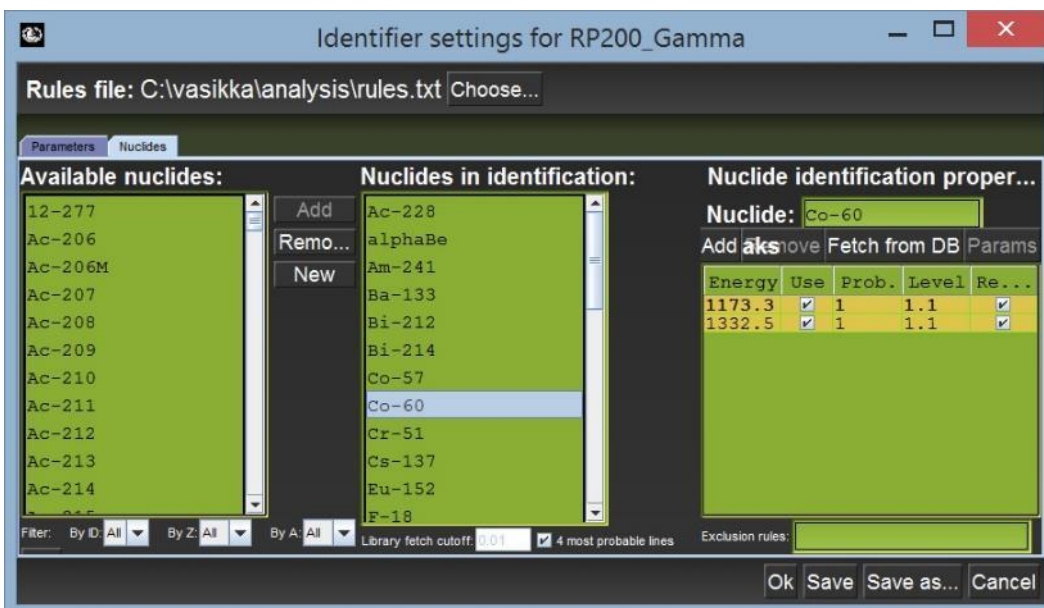 Identifier settings for RP200_Gamma
Rules file: C:\vasikka\analysis\rules.txt Choose...
Parameters Nuclides
Available nuclides:
12-277
Ac-206
Ac-206M
Ac-207
Ac-208
Ac-209
Ac-210
Ac-211
Ac-212
Ac-213
Ac-214
Add
Remo...
New
Nuclides in identification:
Ac-228
alphaBe
Am-241
Ba-133
Bi-212
Bi-214
Co-57
Co-60
Cr-51
Cs-137
Eu-152
F-18
Nuclide identification proper...
Nuclide: Co-60
Add aks move Fetch from DB Params
Energy Use Prob. Level Re...
1173.3 1 1.1
1332.5 1 1.1
Filter: By ID: All By Z: All By A: All
Library fetch cutoff: 0.01 4 most probable lines
Exclusion rules:
Ok Save Save as... Cancel